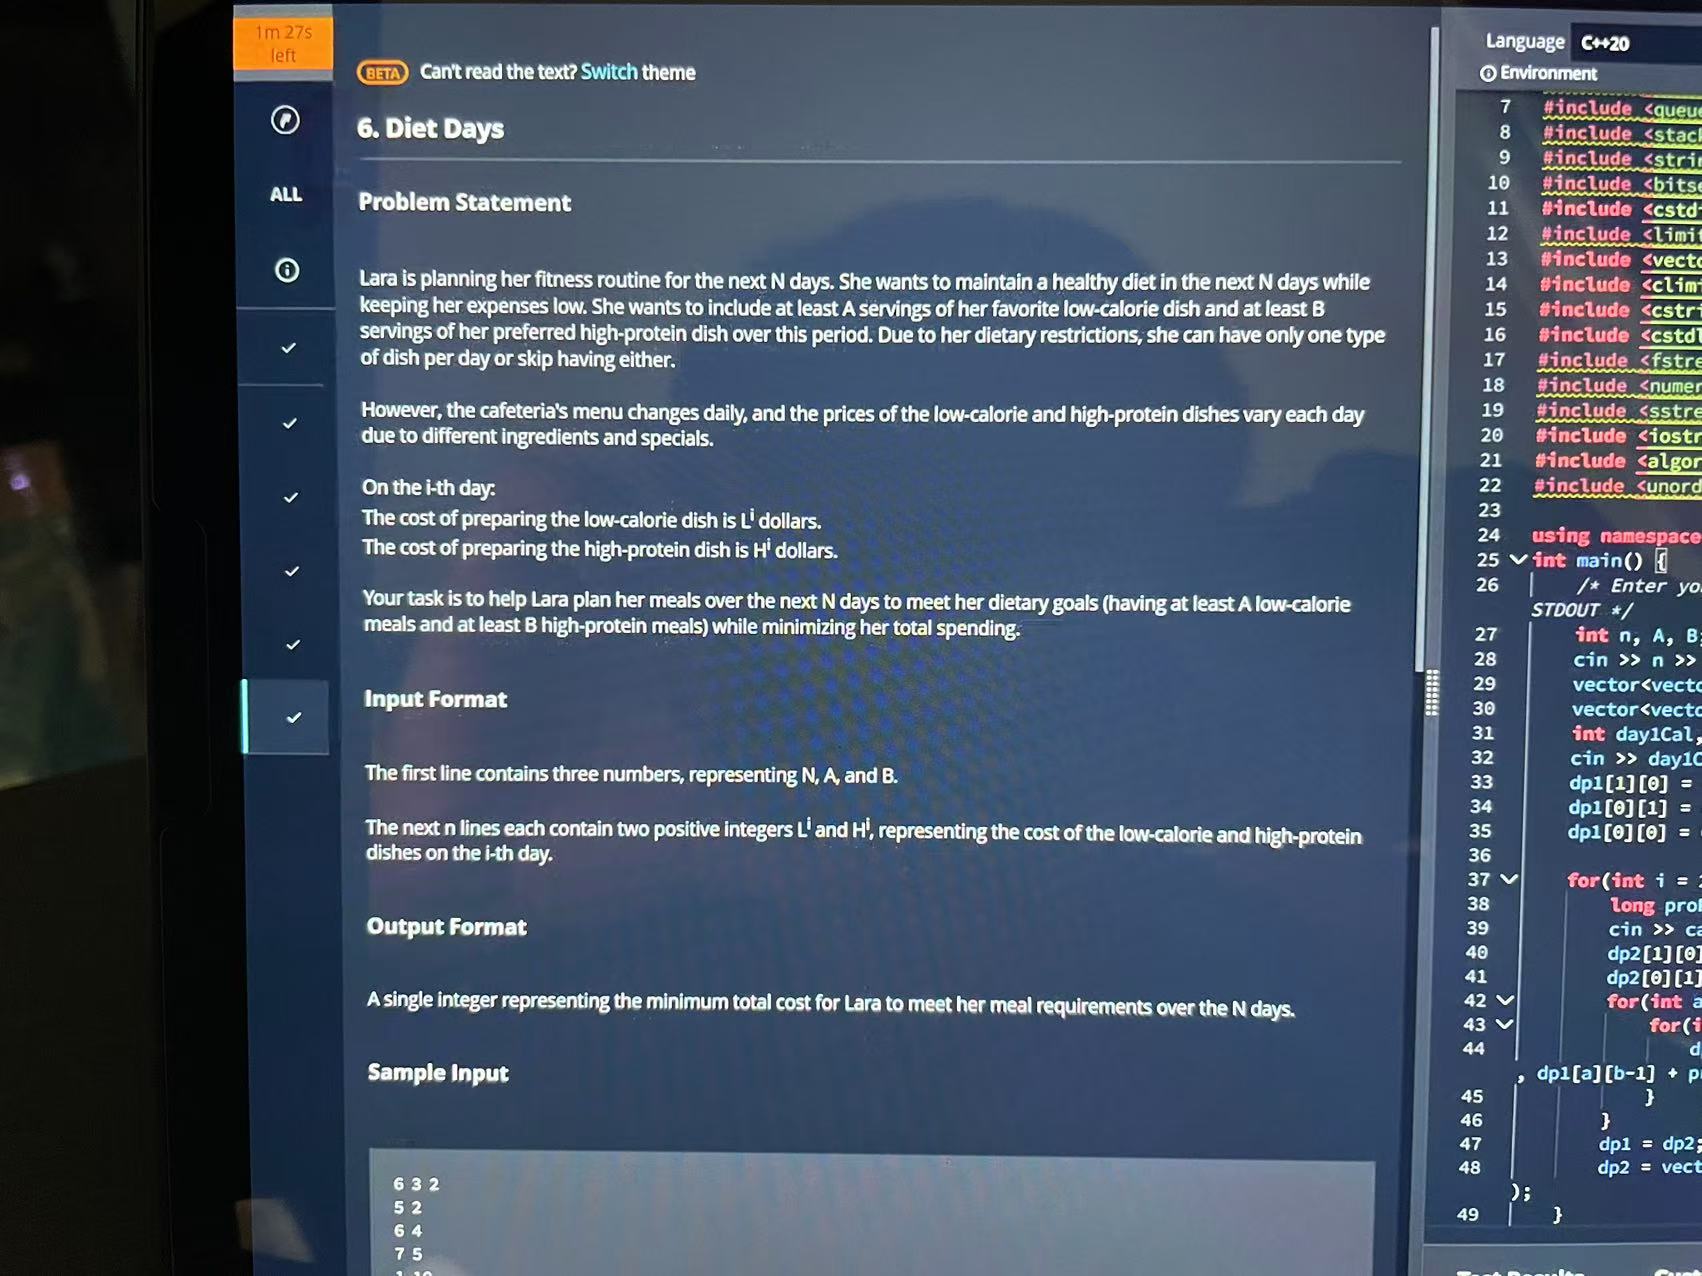 1m 27s
left
ALL
BETA Can't read the text? Switch theme
6. Diet Days
Problem Statement
Lara is planning her fitness routine for the next N days. She wants to maintain a healthy diet in the next N days while
keeping her expenses low. She wants to include at least A servings of her favorite low-calorie dish and at least B
servings of her preferred high-protein dish over this period. Due to her dietary restrictions, she can have only one type
of dish per day or skip having either.
However, the cafeteria's menu changes daily, and the prices of the low-calorie and high-protein dishes vary each day
due to different ingredients and specials.
On the i-th day:
The cost of preparing the low-calorie dish is Lⁱ dollars.
The cost of preparing the high-protein dish is Hⁱ dollars.
Your task is to help Lara plan her meals over the next N days to meet her dietary goals (having at least A low-calorie
meals and at least B high-protein meals) while minimizing her total spending.
Input Format
The first line contains three numbers, representing N, A, and B.
The next n lines each contain two positive integers Lⁱ and Hⁱ, representing the cost of the low-calorie and high-protein
dishes on the i-th day.
Output Format
A single integer representing the minimum total cost for Lara to meet her meal requirements over the N days.
Sample Input
6 3 2
5 2
6 4
7 5
Language C++20
Environment
7 #include <queue
8 #include <stac
9 #include <strin
10 #include <bits
11 #include <cstd
12 #include <limit
13 #include <vecto
14 #include <clim
15 #include <cstr
16 #include <cstd
17 #include <fstre
18 #include <numer
19 #include <sstre
20 #include <iostr
21 #include <algor
22 #include <unord
23
24 using namespace
25 int main() {
26 /* Enter yo
STDOUT */
27 int n, A, B
28 cin >> n >>
29 vector<vecto
30 vector<vecto
31 int day1Cal,
32 cin >> day1C
33 dp1[1][0] =
34 dp1[0][1] =
35 dp1[0][0] =
36
37 for(int i =
38 long pro
39 cin >> ca
40 dp2[1][0]
41 dp2[0][1]
42 for(int a
43 for(i
44 d
, dp1[a][b-1] + p
45 }
46 }
47 dp1 = dp2;
48 dp2 = vect
);
49 }